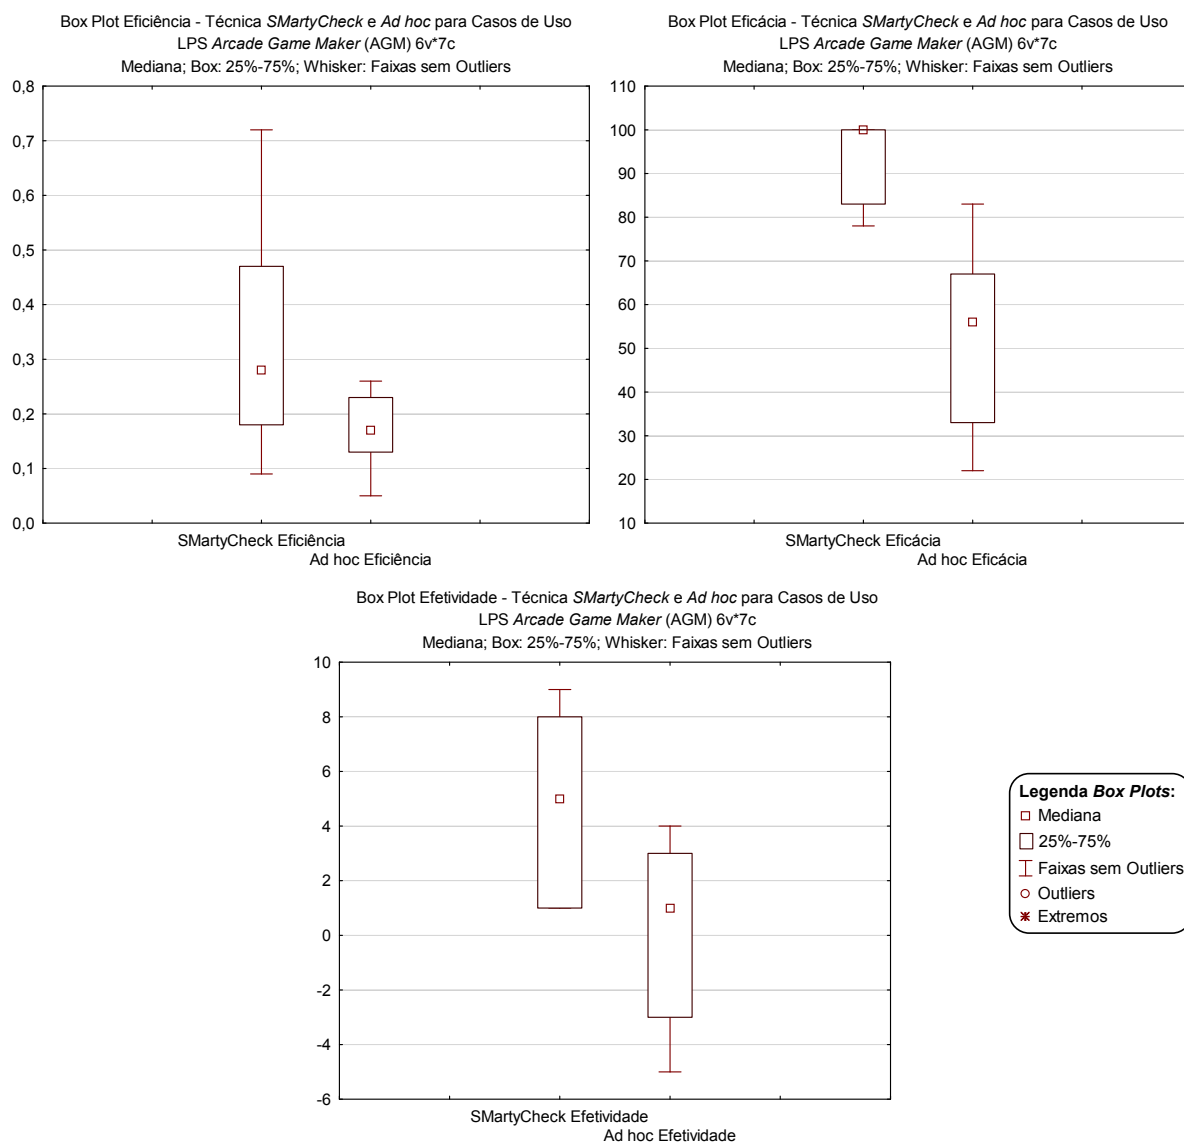 Box Plot Eficiência - Técnica SMartyCheck e Ad hoc para Casos de Uso
LPS Arcade Game Maker (AGM) 6v*7c
Mediana; Box: 25%-75%; Whisker: Faixas sem Outliers
0,8
0,7
0,6
0,5
0,4
0,3
0,2
0,1
0,0
SMartyCheck Eficiência
Ad hoc Eficiência
Box Plot Eficácia - Técnica SMartyCheck e Ad hoc para Casos de Uso
LPS Arcade Game Maker (AGM) 6v*7c
Mediana; Box: 25%-75%; Whisker: Faixas sem Outliers
110
100
90
80
70
60
50
40
30
20
10
SMartyCheck Eficácia
Ad hoc Eficácia
Box Plot Efetividade - Técnica SMartyCheck e Ad hoc para Casos de Uso
LPS Arcade Game Maker (AGM) 6v*7c
Mediana; Box: 25%-75%; Whisker: Faixas sem Outliers
10
8
6
4
2
0
-2
-4
-6
SMartyCheck Efetividade
Ad hoc Efetividade
Legenda Box Plots:
Mediana
25%-75%
Faixas sem Outliers
Outliers
Extremos